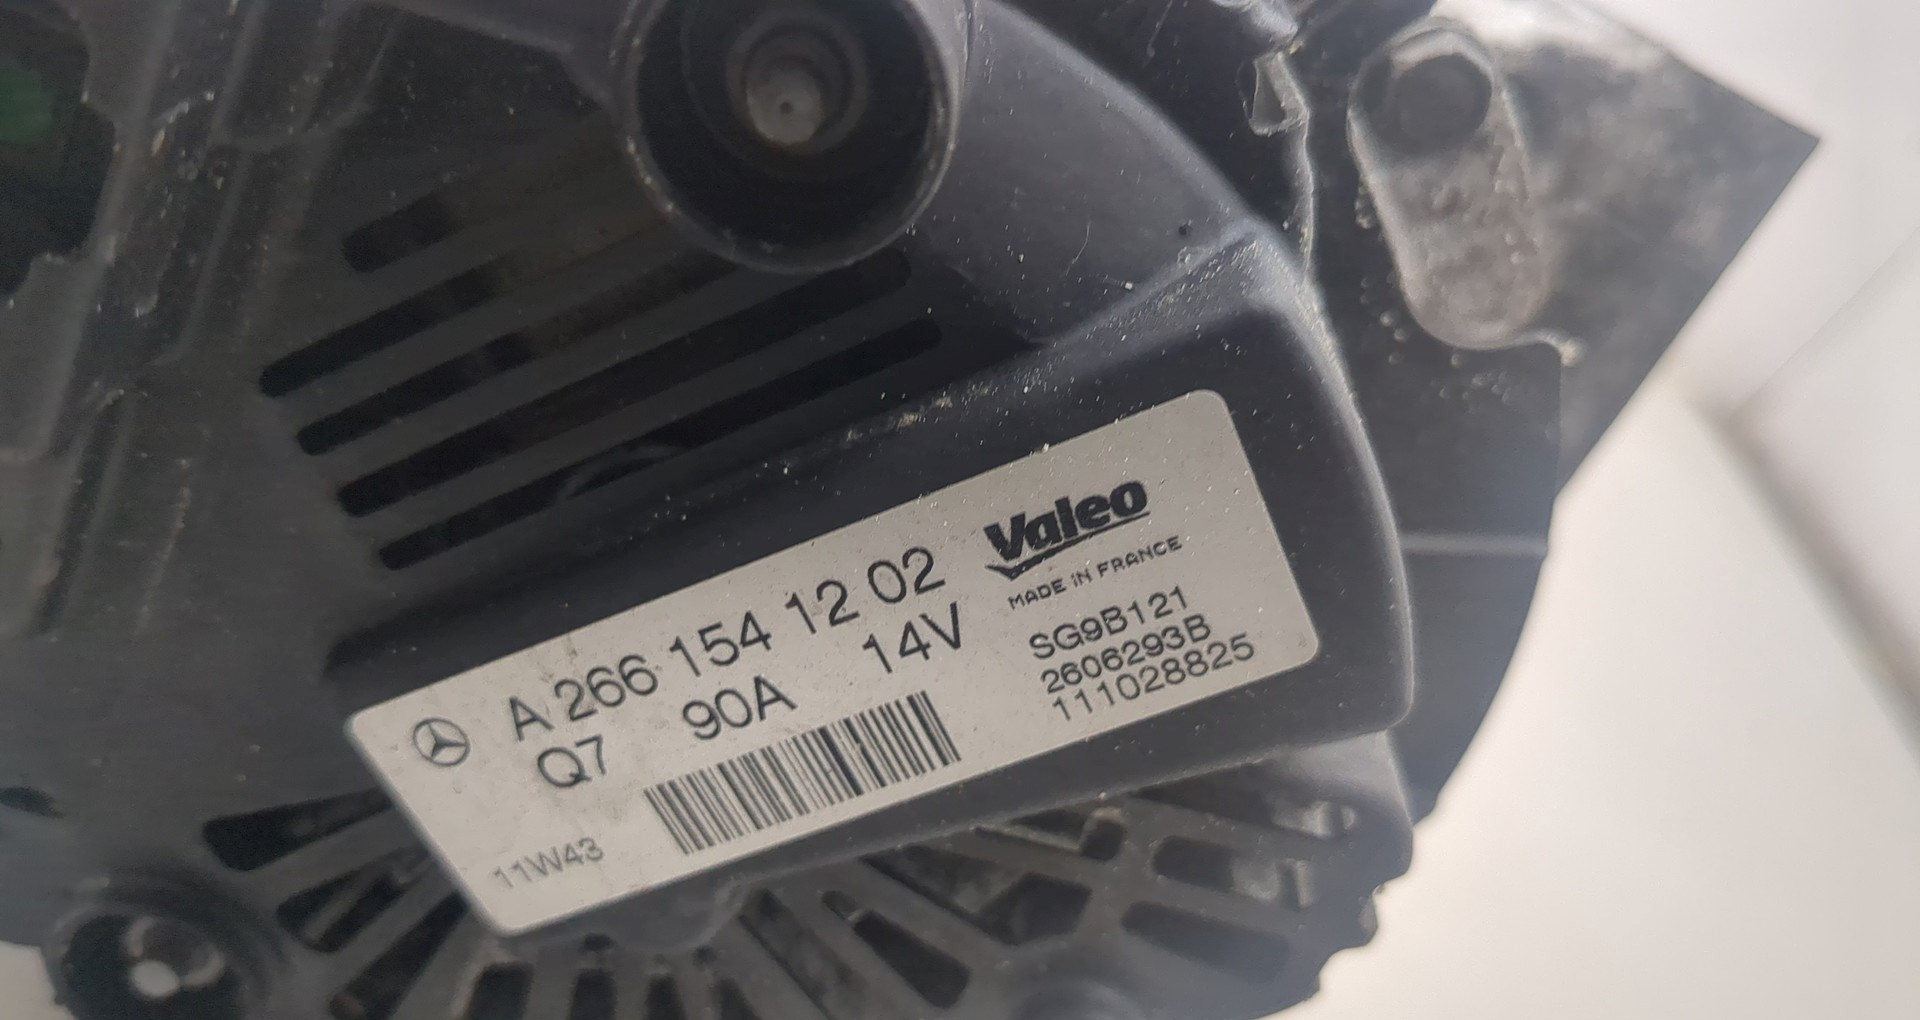 A 266 154 12 02
Q7 90A 14V
11W43
Valeo
MADE IN FRANCE
SG9B121
2606293B
111028825